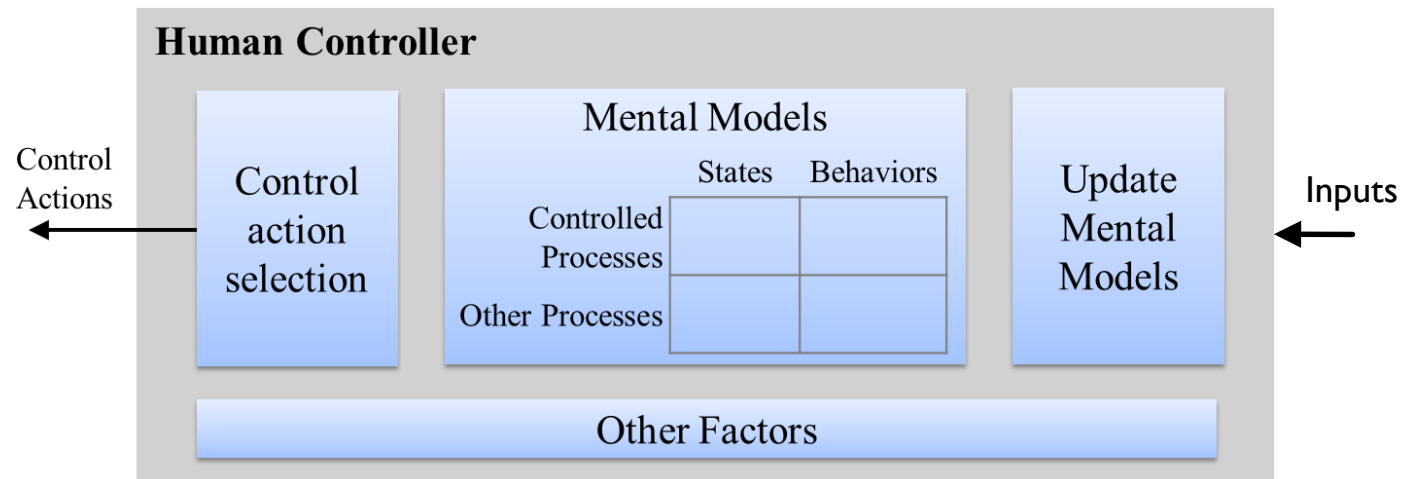 Human Controller
Control
Actions
Control
action
selection
Mental Models
States Behaviors
Controlled
Processes
Other Processes
Update
Mental
Models
Inputs
Other Factors